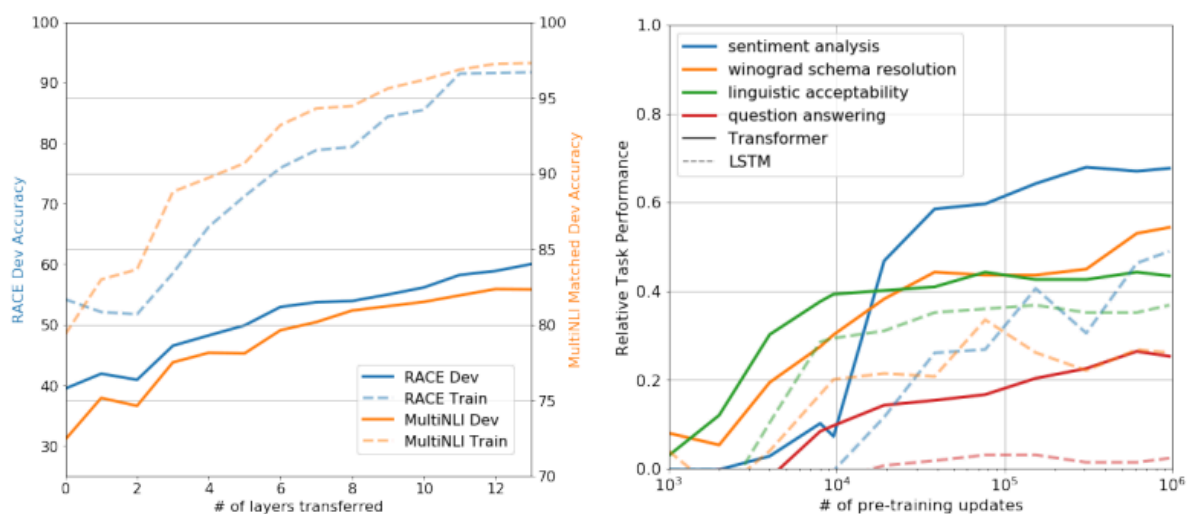 100
90
80
70
60
50
40
30
RACE Dev Accuracy
0
2
4
6
8
10
12
# of layers transferred
100
95
90
85
80
75
70
MultiNLI Matched Dev Accuracy
RACE Dev
RACE Train
MultiNLI Dev
MultiNLI Train
1.0
0.8
0.6
0.4
0.2
0.0
Relative Task Performance
sentiment analysis
winograd schema resolution
linguistic acceptability
question answering
Transformer
LSTM
10³
10⁴
10⁵
10⁶
# of pre-training updates